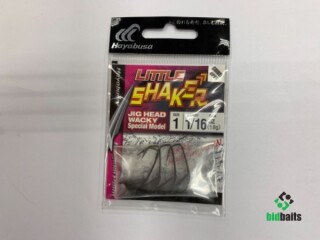 Hayabusa
LITTLE
SHAKER
JIG HEAD
WACKY
Special Model
1
1/16
bidbaits